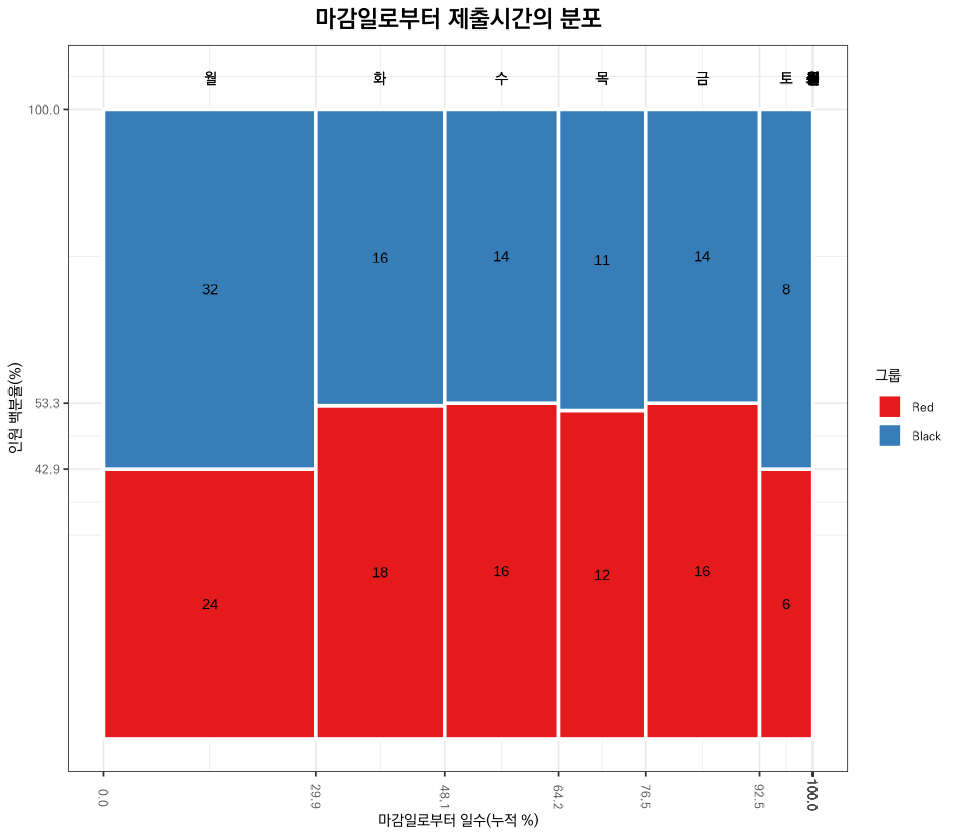 마감일로부터 제출시간의 분포
월 화 수 목 금 토
100.0
53.3
42.9
인원 백분율(%)
32 16 14 11 14 8
24 18 16 12 16 6
0.0 29.9 48.1 64.2 76.5 92.5 100.0
마감일로부터 일수(누적 %)
그룹
Red
Black